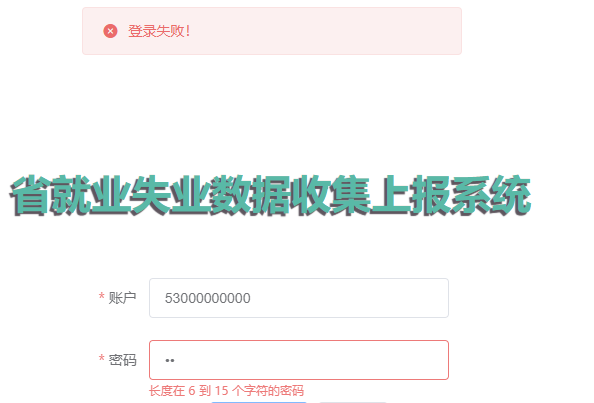 登录失败!
省就业失业数据收集上报系统
* 账户 53000000000
* 密码 ••
长度在 6 到 15 个字符的密码